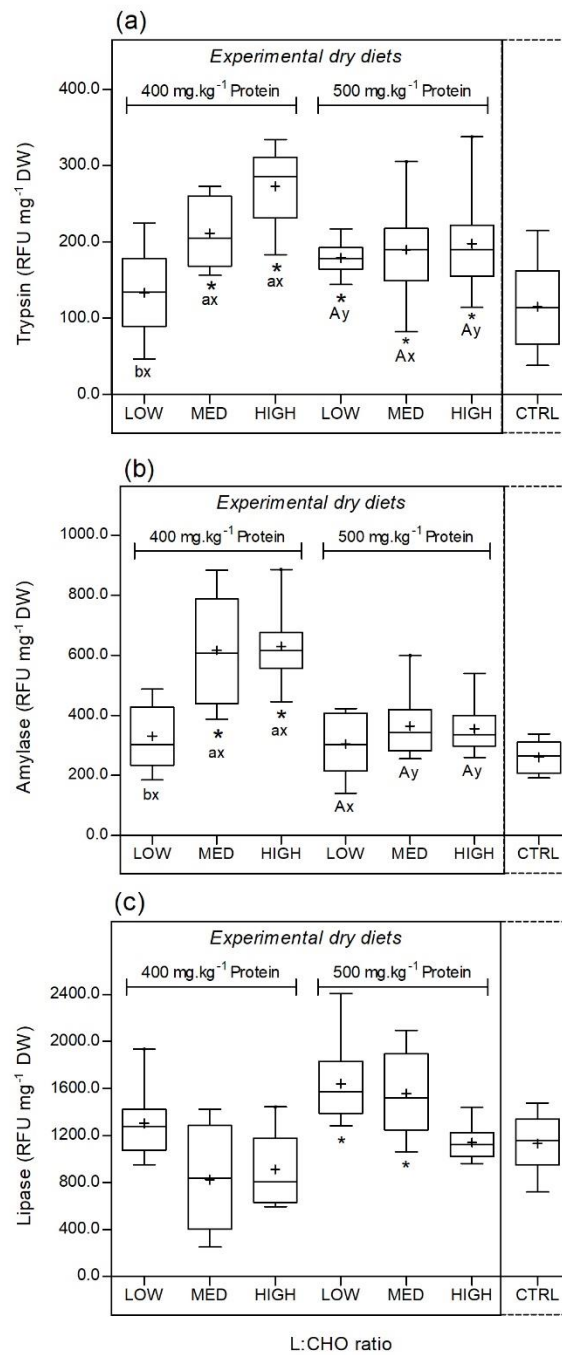 (a)
Experimental dry diets
400 mg.kg⁻¹ Protein 500 mg.kg⁻¹ Protein
Trypsin (RFU mg⁻¹ DW)
400.0
300.0
200.0
100.0
0.0
bx
*
ax
*
ax
*
Ay
*
Ax
*
Ay
LOW MED HIGH LOW MED HIGH CTRL
(b)
Experimental dry diets
400 mg.kg⁻¹ Protein 500 mg.kg⁻¹ Protein
Amylase (RFU mg⁻¹ DW)
1000.0
800.0
600.0
400.0
200.0
0.0
bx
*
ax
*
ax
Ax
Ay
Ay
LOW MED HIGH LOW MED HIGH CTRL
(c)
Experimental dry diets
400 mg.kg⁻¹ Protein 500 mg.kg⁻¹ Protein
Lipase (RFU mg⁻¹ DW)
2400.0
2000.0
1600.0
1200.0
800.0
400.0
0.0
*
*
LOW MED HIGH LOW MED HIGH CTRL
L:CHO ratio